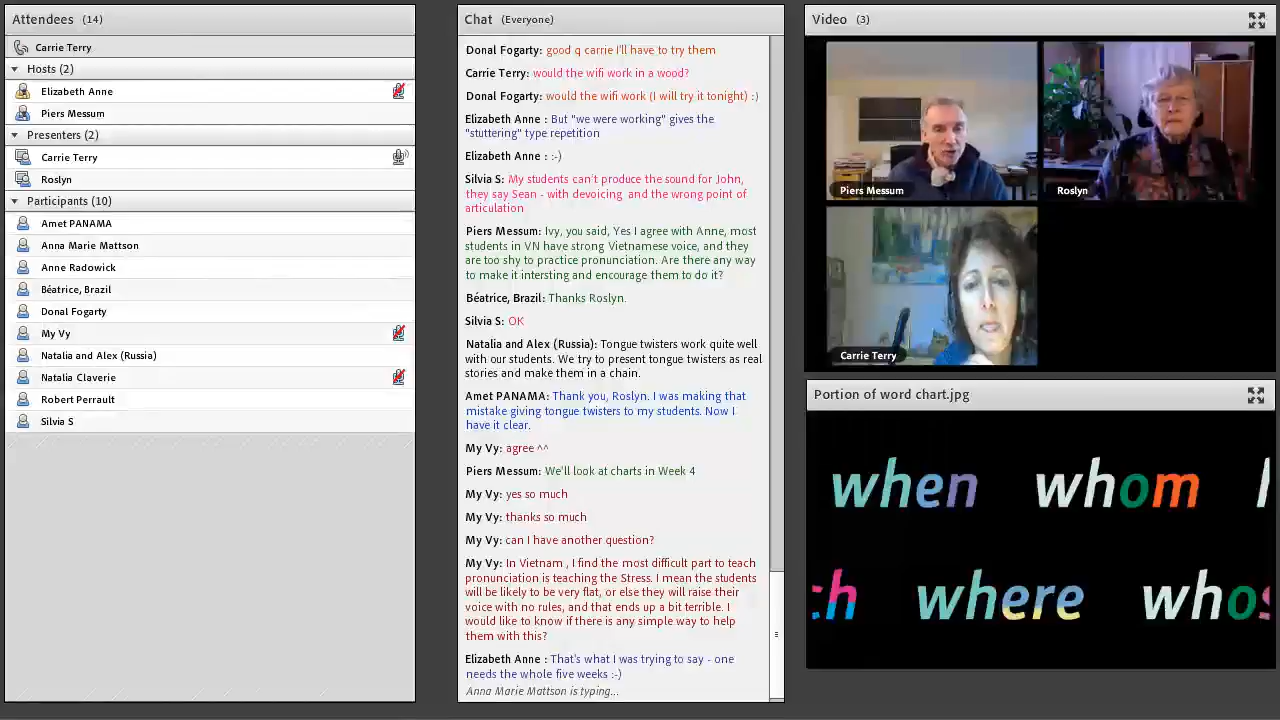 Attendees (14)
Carrie Terry
Hosts (2)
Elizabeth Anne
Piers Messum
Presenters (2)
Carrie Terry
Roslyn
Participants (10)
Amet PANAMA
Anna Marie Mattson
Anne Radowick
Béatrice, Brazil
Donal Fogarty
My Vy
Natalia and Alex (Russia)
Natalia Claverie
Robert Perrault
Silvia S
Chat (Everyone)
Donal Fogarty: good q carrie I'll have to try them
Carrie Terry: would the wifi work in a wood?
Donal Fogarty: would the wifi work (I will try it tonight) :)
Elizabeth Anne : But "we were working" gives the
"stuttering" type repetition
Elizabeth Anne : :-)
Silvia S: My students can't produce the sound for John,
they say Sean - with devoicing and the wrong point of
articulation
Piers Messum: Ivy, you said, Yes I agree with Anne, most
students in VN have strong Vietnamese voice, and they
are too shy to practice pronunciation. Are there any way
to make it intersting and encourage them to do it?
Béatrice, Brazil: Thanks Roslyn.
Silvia S: OK
Natalia and Alex (Russia): Tongue twisters work quite well
with our students. We try to present tongue twisters as real
stories and make them in a chain.
Amet PANAMA: Thank you, Roslyn. I was making that
mistake giving tongue twisters to my students. Now I
have it clear.
My Vy: agree ^^
Piers Messum: We'll look at charts in Week 4
My Vy: yes so much
My Vy: thanks so much
My Vy: can I have another question?
My Vy: In Vietnam , I find the most difficult part to teach
pronunciation is teaching the Stress. I mean the students
will be likely to be very flat, or else they will raise their
voice with no rules, and that ends up a bit terrible. I
would like to know if there is any simple way to help
them with this?
Elizabeth Anne : That's what I was trying to say - one
needs the whole five weeks :-)
Anna Marie Mattson is typing...
Video (3)
Piers Messum
Roslyn
Carrie Terry
Portion of word chart.jpg
when whom
ch where whos